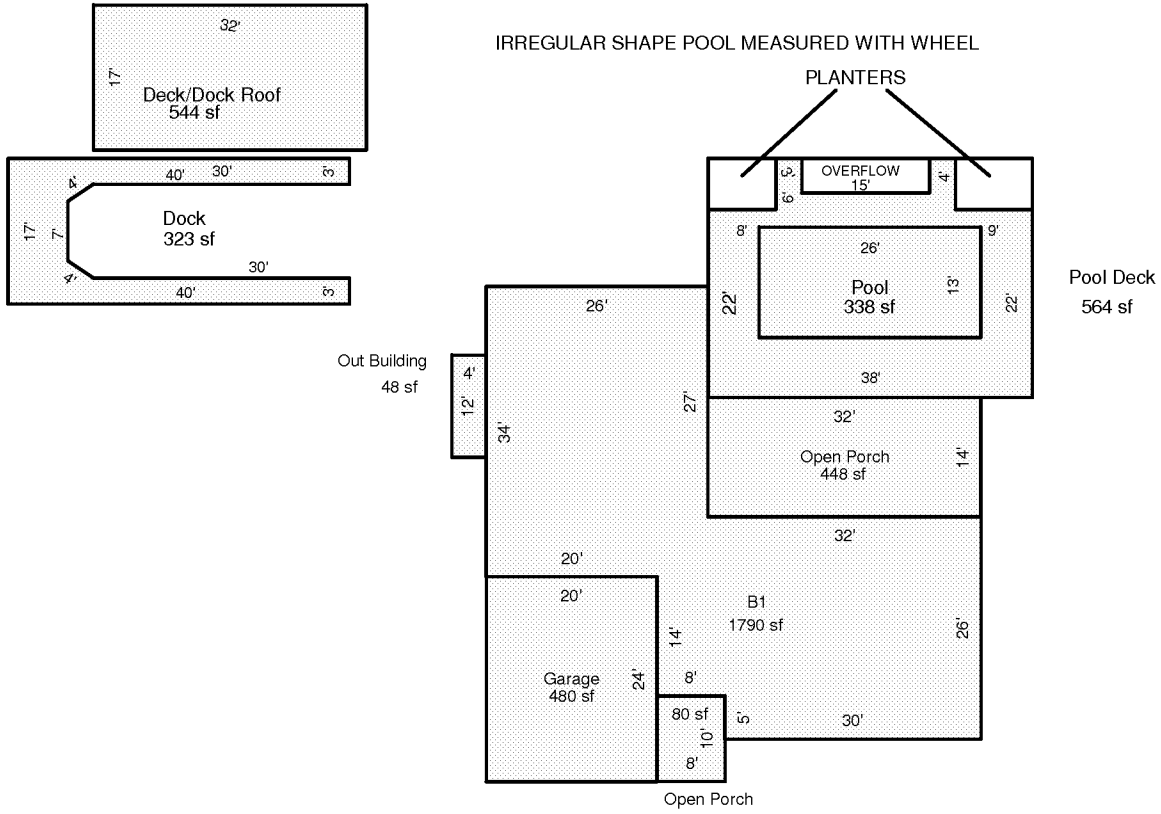 32'
17'
Deck/Dock Roof
544 sf
IRREGULAR SHAPE POOL MEASURED WITH WHEEL
PLANTERS
40'
30'
3'
4'
17'
7'
Dock
323 sf
4'
30'
40'
3'
3'
OVERFLOW
15'
4'
6'
8'
9'
26'
13'
Pool
338 sf
22'
22'
38'
Pool Deck
564 sf
26'
Out Building
48 sf
4'
12'
34'
27'
32'
Open Porch
448 sf
14'
32'
20'
20'
B1
1790 sf
26'
14'
Garage
480 sf
24'
8'
80 sf
10'
8'
5'
30'
Open Porch